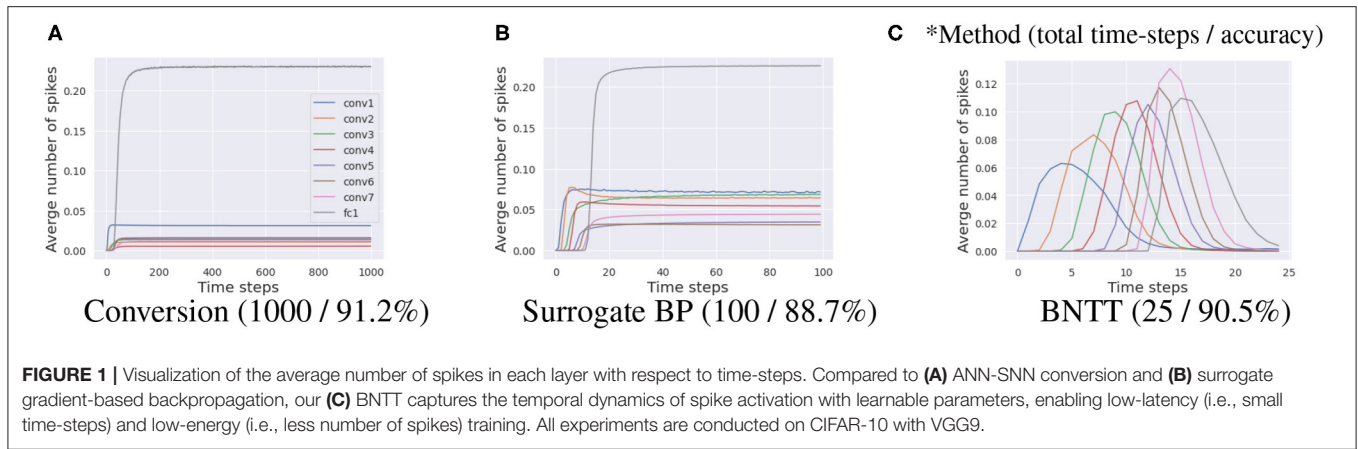 A
Averge number of spikes
0.20
0.15
0.10
0.05
0.00
conv1
conv2
conv3
conv4
conv5
conv6
conv7
fc1
0 200 400 600 800 1000
Time steps
Conversion (1000 / 91.2%)
B
Averge number of spikes
0.20
0.15
0.10
0.05
0.00
0 20 40 60 80 100
Time steps
Surrogate BP (100 / 88.7%)
C *Method (total time-steps / accuracy)
Averge number of spikes
0.12
0.10
0.08
0.06
0.04
0.02
0.00
0 5 10 15 20 25
Time steps
BNTT (25 / 90.5%)
FIGURE 1 | Visualization of the average number of spikes in each layer with respect to time-steps. Compared to (A) ANN-SNN conversion and (B) surrogate
gradient-based backpropagation, our (C) BNTT captures the temporal dynamics of spike activation with learnable parameters, enabling low-latency (i.e., small
time-steps) and low-energy (i.e., less number of spikes) training. All experiments are conducted on CIFAR-10 with VGG9.